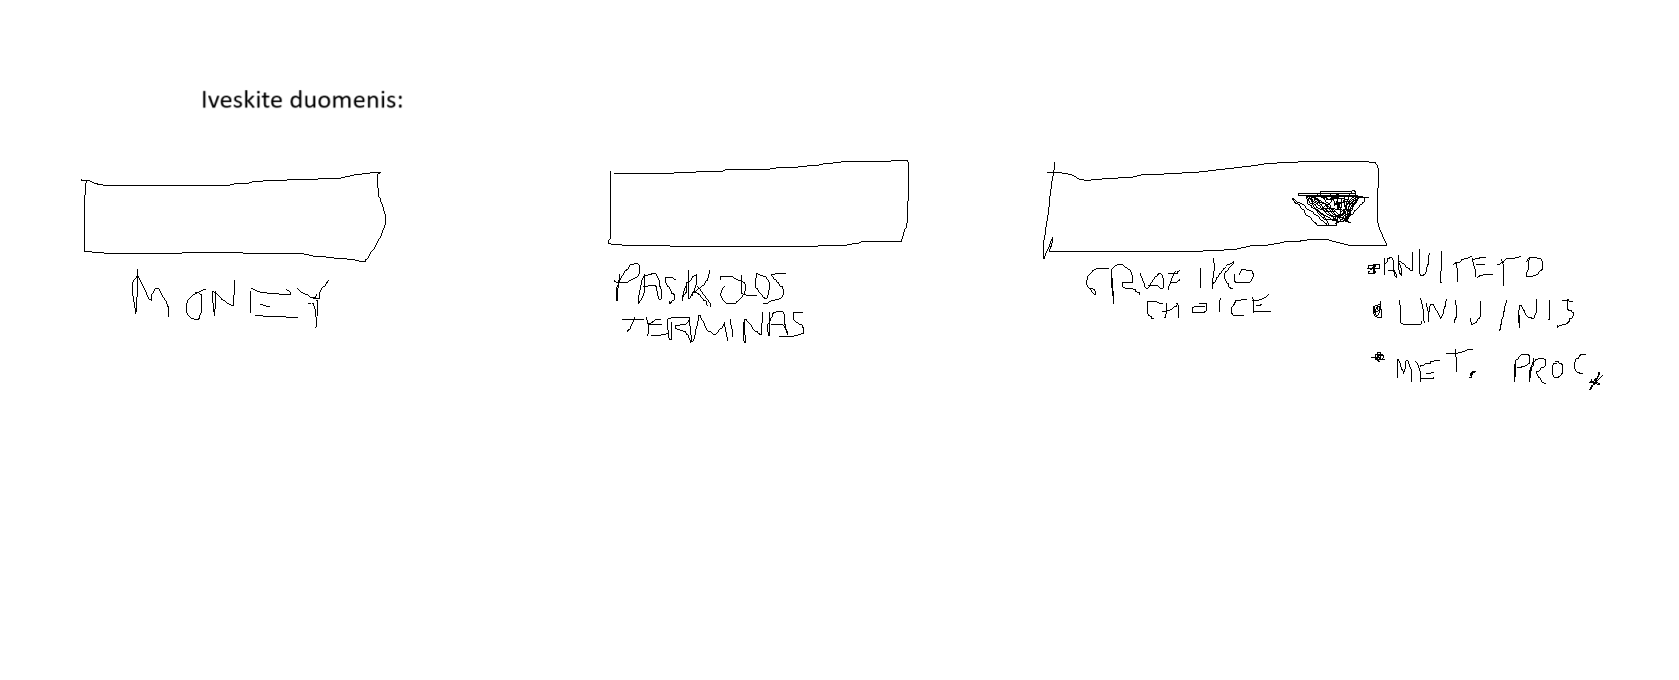 Iveskite duomenis:
MONEY
PASKOLOS
TERMINAS
GRAFIKO
CHOICE
ANUITETO
LINIJINIS
MET. PROC.